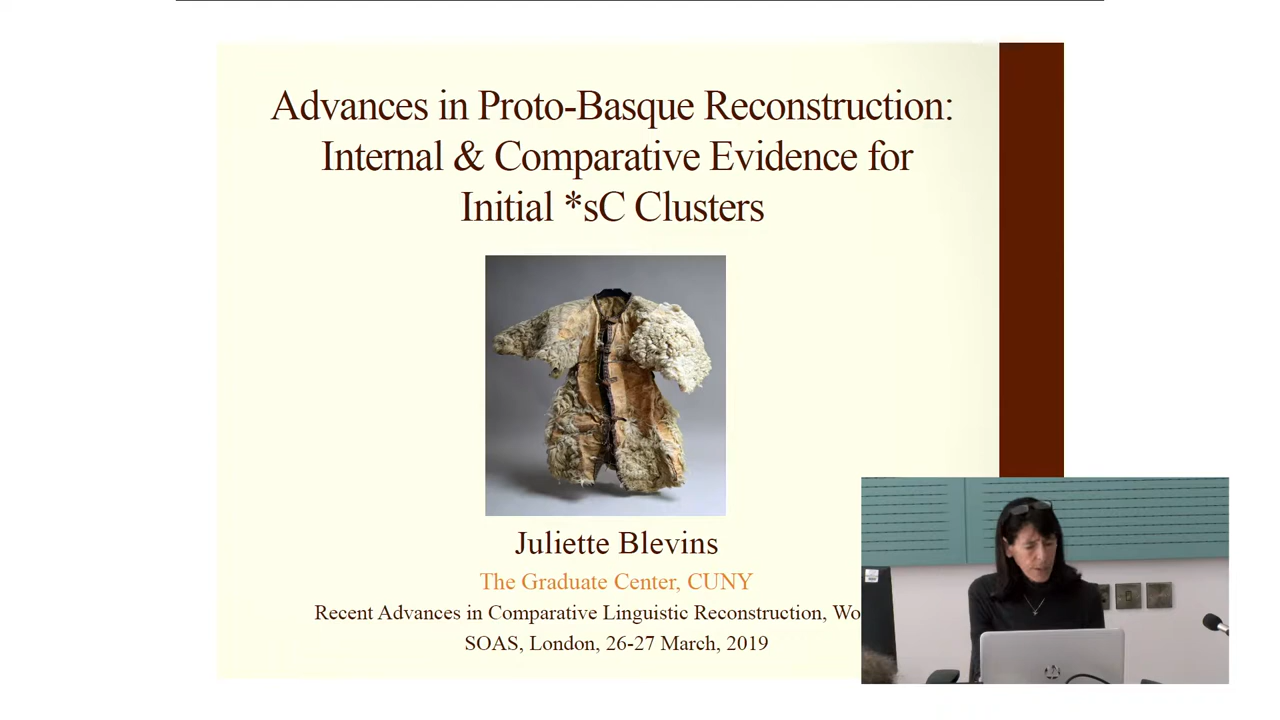 Advances in Proto-Basque Reconstruction:
Internal & Comparative Evidence for
Initial *sC Clusters
Juliette Blevins
The Graduate Center, CUNY
Recent Advances in Comparative Linguistic Reconstruction,
SOAS, London, 26-27 March, 2019